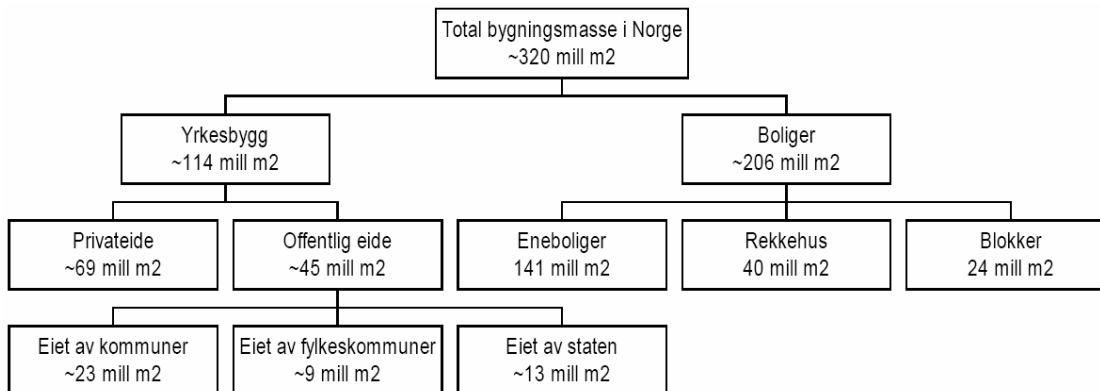 Total bygningsmasse i Norge
~320 mill m2
Yrkesbygg
~114 mill m2
Boliger
~206 mill m2
Privateide
~69 mill m2
Offentlig eide
~45 mill m2
Eneboliger
141 mill m2
Rekkehus
40 mill m2
Blokker
24 mill m2
Eiet av kommuner
~23 mill m2
Eiet av fylkeskommuner
~9 mill m2
Eiet av staten
~13 mill m2